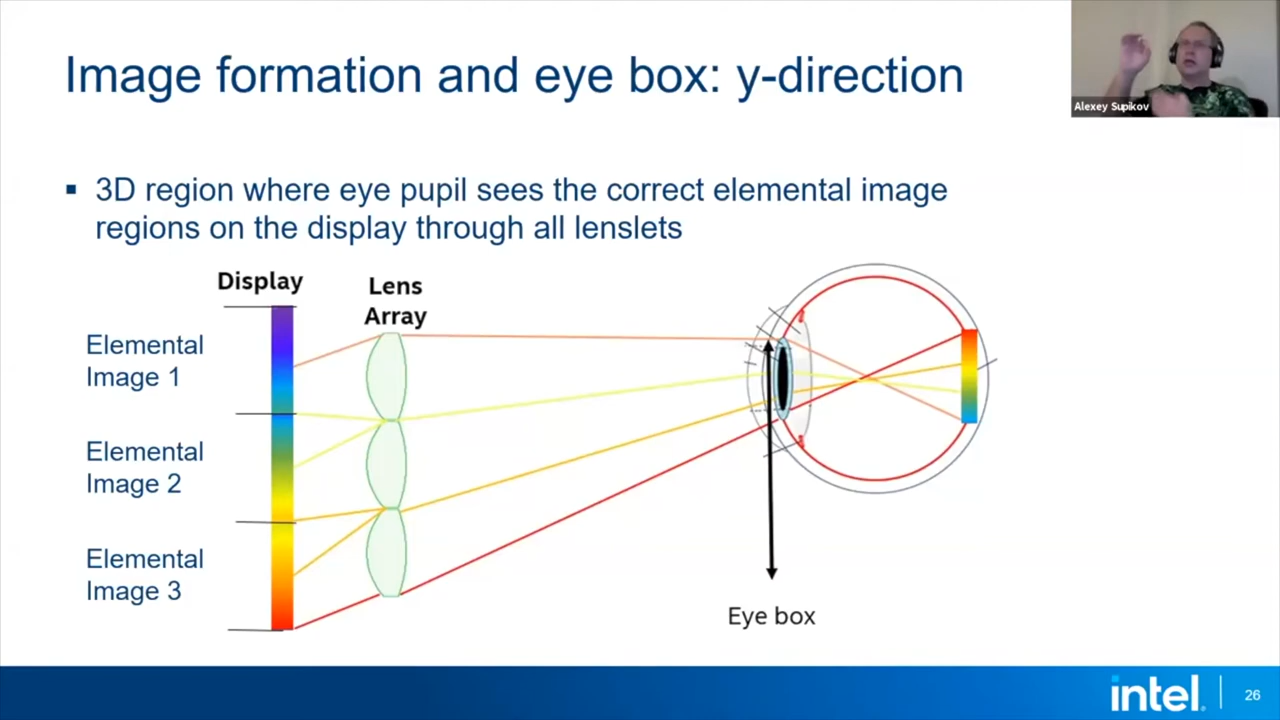 Image formation and eye box: y-direction
Alexey Supikov
▪ 3D region where eye pupil sees the correct elemental image
regions on the display through all lenslets
Display
Lens
Array
Elemental
Image 1
Elemental
Image 2
Elemental
Image 3
Eye box
intel.
26